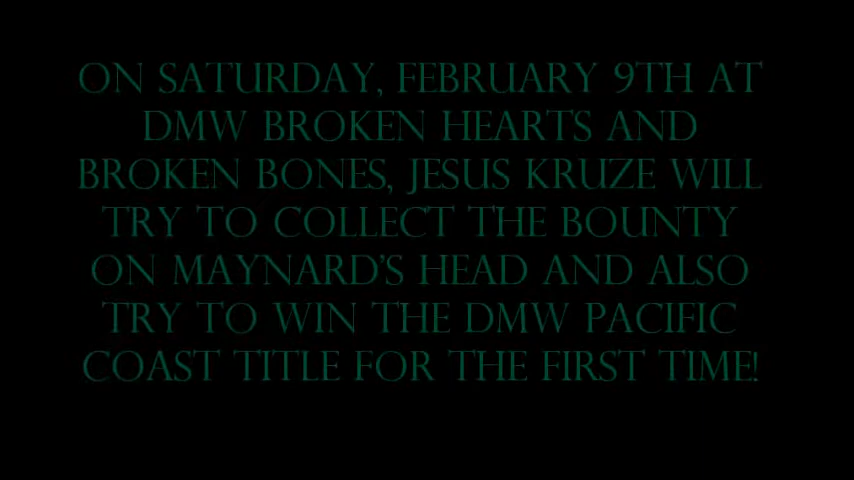 ON SATURDAY, FEBRUARY 9TH AT
DMW BROKEN HEARTS AND
BROKEN BONES, JESUS KRUZE WILL
TRY TO COLLECT THE BOUNTY
ON MAYNARD'S HEAD AND ALSO
TRY TO WIN THE DMW PACIFIC
COAST TITLE FOR THE FIRST TIME!